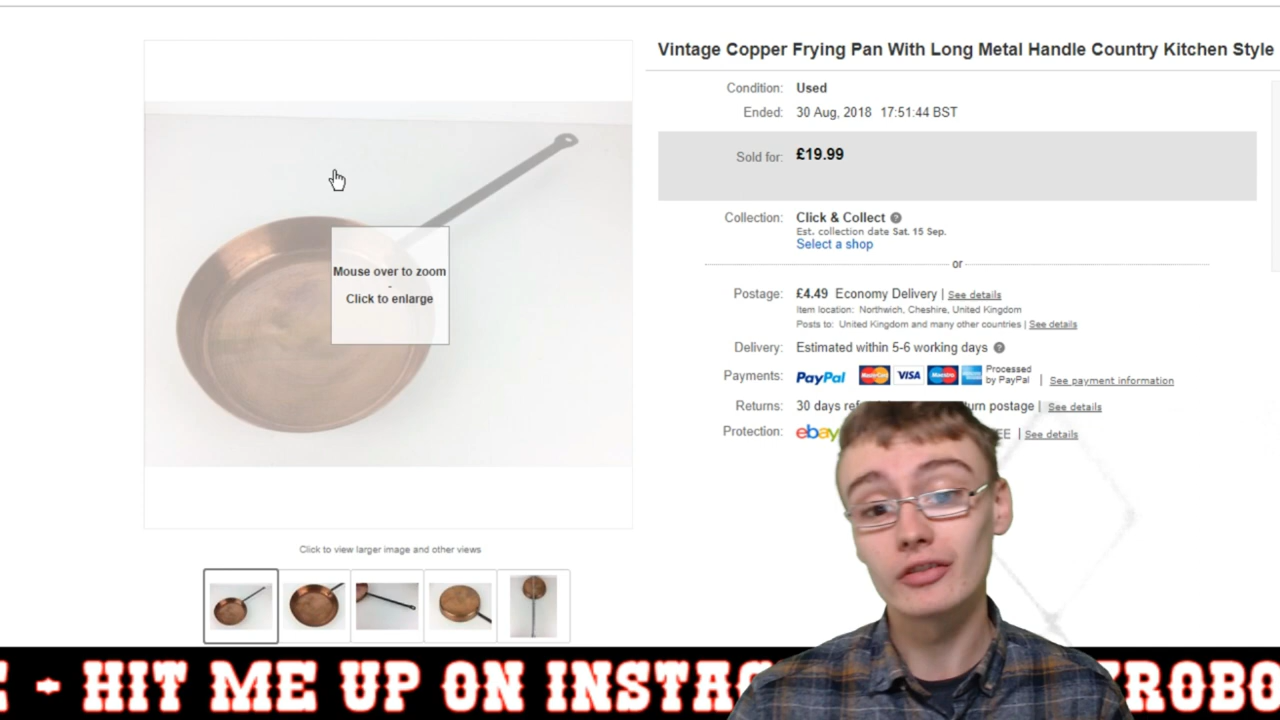 Vintage Copper Frying Pan With Long Metal Handle Country Kitchen Style
Condition: Used
Ended: 30 Aug, 2018 17:51:44 BST
Sold for: £19.99
Collection: Click & Collect
Est. collection date Sat. 15 Sep.
Select a shop
or
Postage: £4.49 Economy Delivery | See details
Item location: Northwich, Cheshire, United Kingdom
Posts to: United Kingdom and many other countries | See details
Delivery: Estimated within 5-6 working days
Payments: PayPal MasterCard VISA Maestro Processed
by PayPal | See payment information
Returns: 30 days postage | See details
Protection: ebay | See details
Mouse over to zoom
-
Click to enlarge
Click to view larger image and other views
- HIT ME UP ON